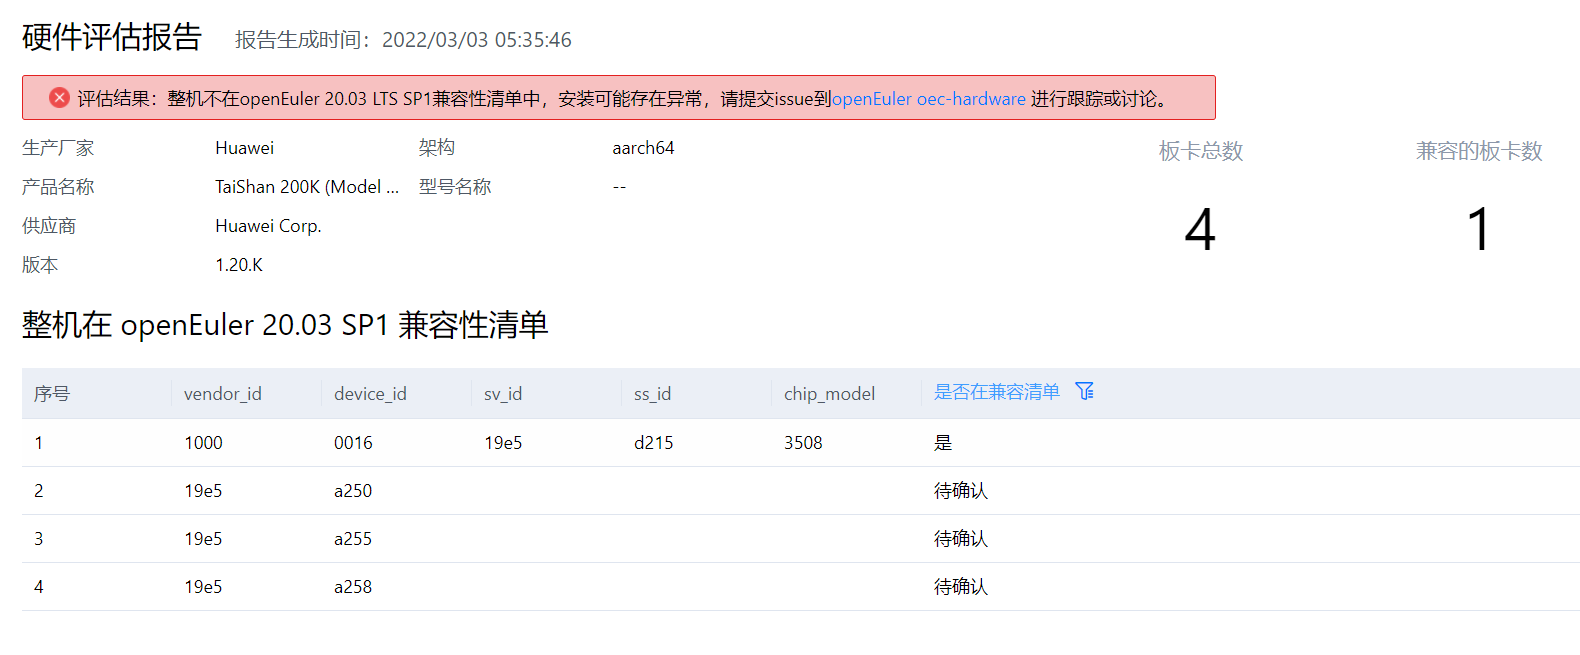 硬件评估报告 报告生成时间：2022/03/03 05:35:46
评估结果：整机不在openEuler 20.03 LTS SP1兼容性清单中，安装可能存在异常，请提交issue到openEuler oec-hardware 进行跟踪或讨论。
生产厂家 Huawei 架构 aarch64 板卡总数 兼容的板卡数
产品名称 TaiShan 200K (Model ... 型号名称 --
供应商 Huawei Corp. 4 1
版本 1.20.K
整机在 openEuler 20.03 SP1 兼容性清单
序号 vendor_id device_id sv_id ss_id chip_model 是否在兼容清单
1 1000 0016 19e5 d215 3508 是
2 19e5 a250 待确认
3 19e5 a255 待确认
4 19e5 a258 待确认